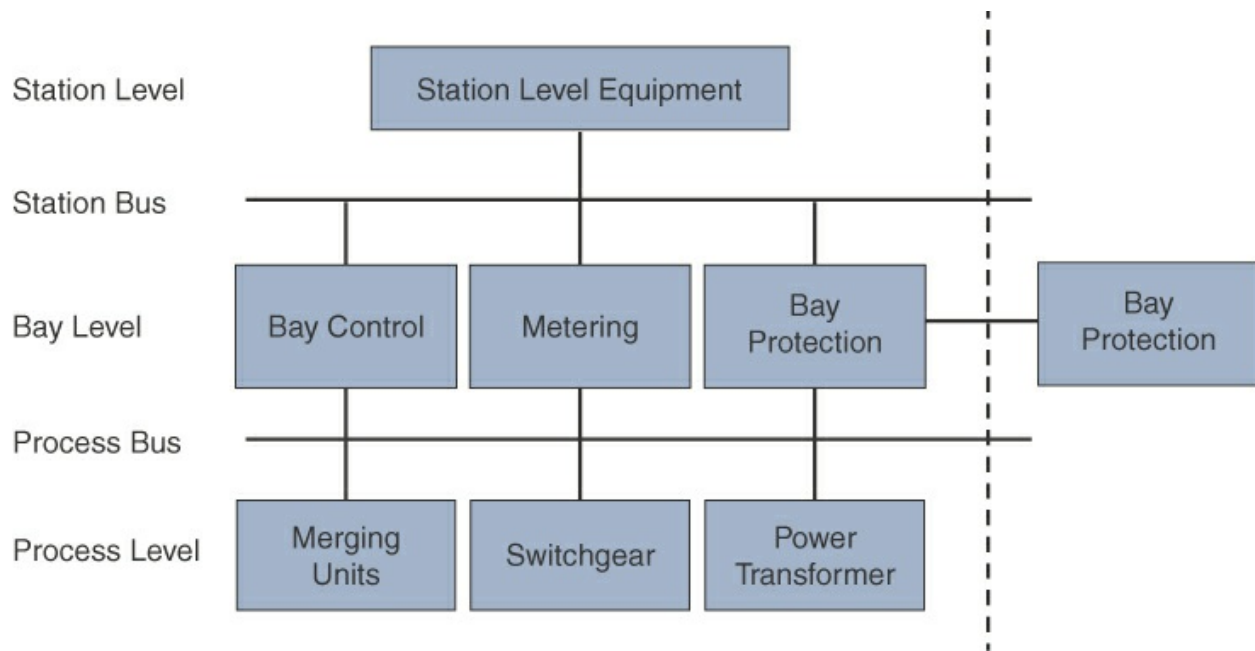 Station Level
Station Level Equipment
Station Bus
Bay Level
Bay Control
Metering
Bay
Protection
Bay
Protection
Process Bus
Process Level
Merging
Units
Switchgear
Power
Transformer